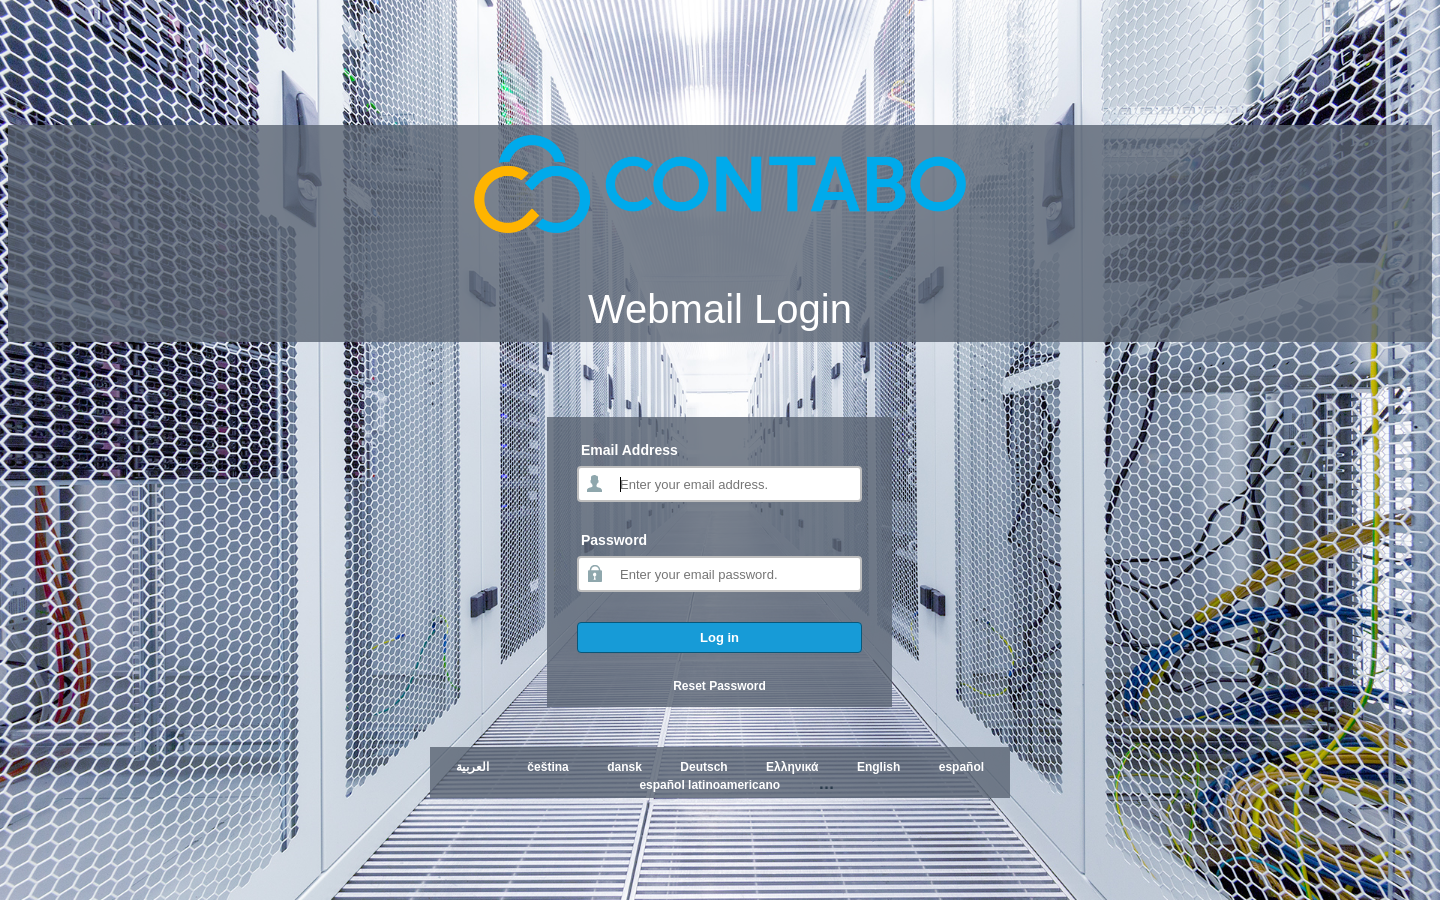 CONTABO
Webmail Login
Email Address
Enter your email address.
Password
Enter your email password.
Log in
Reset Password
العربية čeština dansk Deutsch Ελληνικά English español
español latinoamericano ...